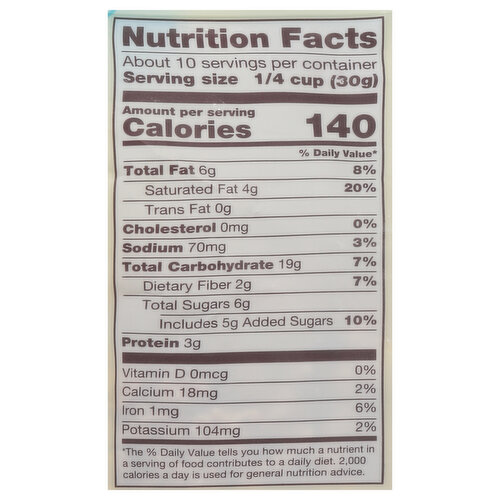 Nutrition Facts
About 10 servings per container
Serving size 1/4 cup (30g)
Amount per serving
Calories 140
% Daily Value*
Total Fat 6g 8%
Saturated Fat 4g 20%
Trans Fat 0g
Cholesterol 0mg 0%
Sodium 70mg 3%
Total Carbohydrate 19g 7%
Dietary Fiber 2g 7%
Total Sugars 6g
Includes 5g Added Sugars 10%
Protein 3g
Vitamin D 0mcg 0%
Calcium 18mg 2%
Iron 1mg 6%
Potassium 104mg 2%
*The % Daily Value tells you how much a nutrient in
a serving of food contributes to a daily diet. 2,000
calories a day is used for general nutrition advice.